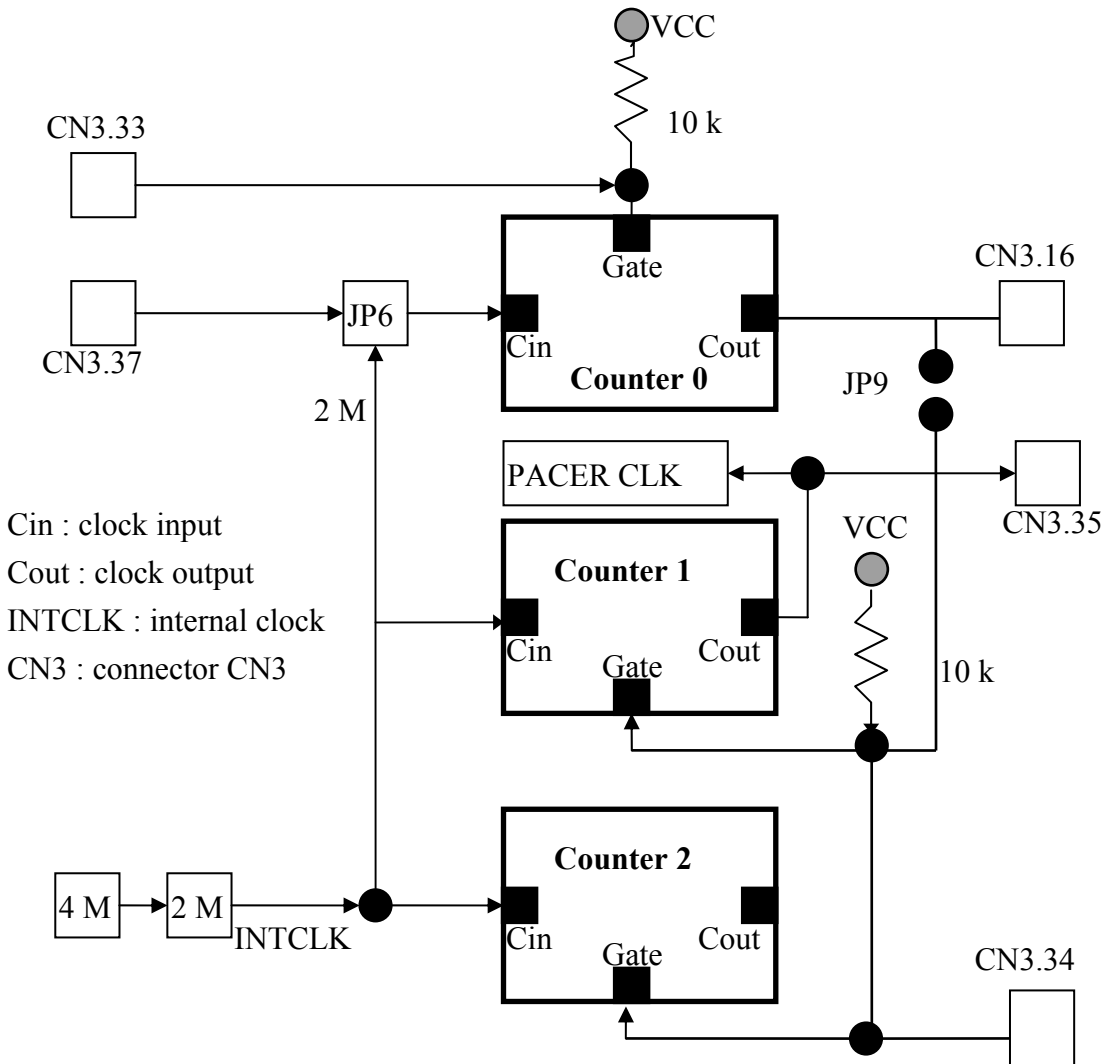 VCC
10 k
CN3.33
Gate
CN3.16
JP6
Cin
Cout
CN3.37
Counter 0
JP9
2 M
PACER CLK
Cin : clock input
Cout : clock output
INTCLK : internal clock
CN3 : connector CN3
CN3.35
VCC
Counter 1
Cin
Cout
Gate
10 k
Counter 2
4 M
2 M
INTCLK
Cin
Cout
Gate
CN3.34